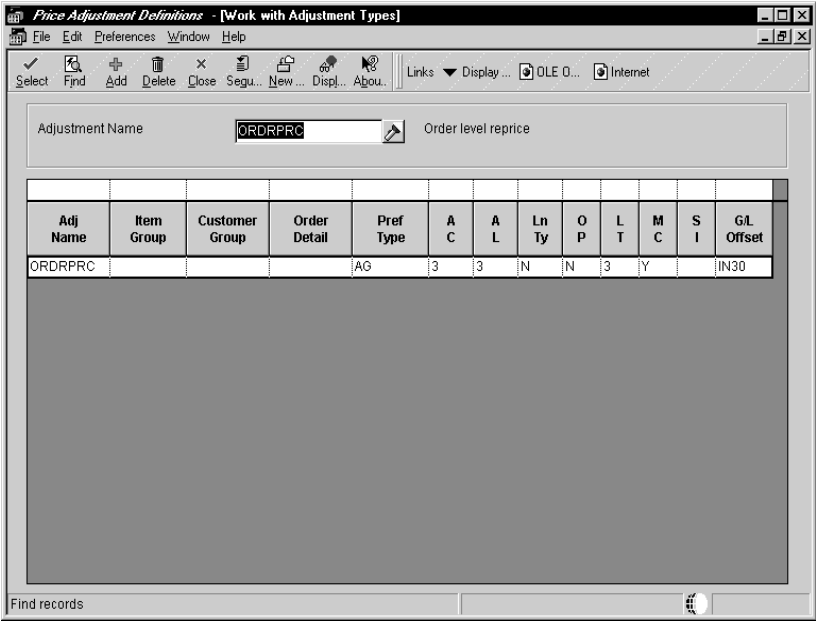 Price Adjustment Definitions - [Work with Adjustment Types]
File Edit Preferences Window Help
Select Find Add Delete Close Sequ... New ... Displ... Abou.. Links Display ... OLE O... Internet
Adjustment Name ORDRPRC Order level reprice
Adj Name Item Group Customer Group Order Detail Pref Type A C A L Ln Ty O P L T M C S I G/L Offset
ORDRPRC AG 3 3 N N 3 Y IN30
Find records